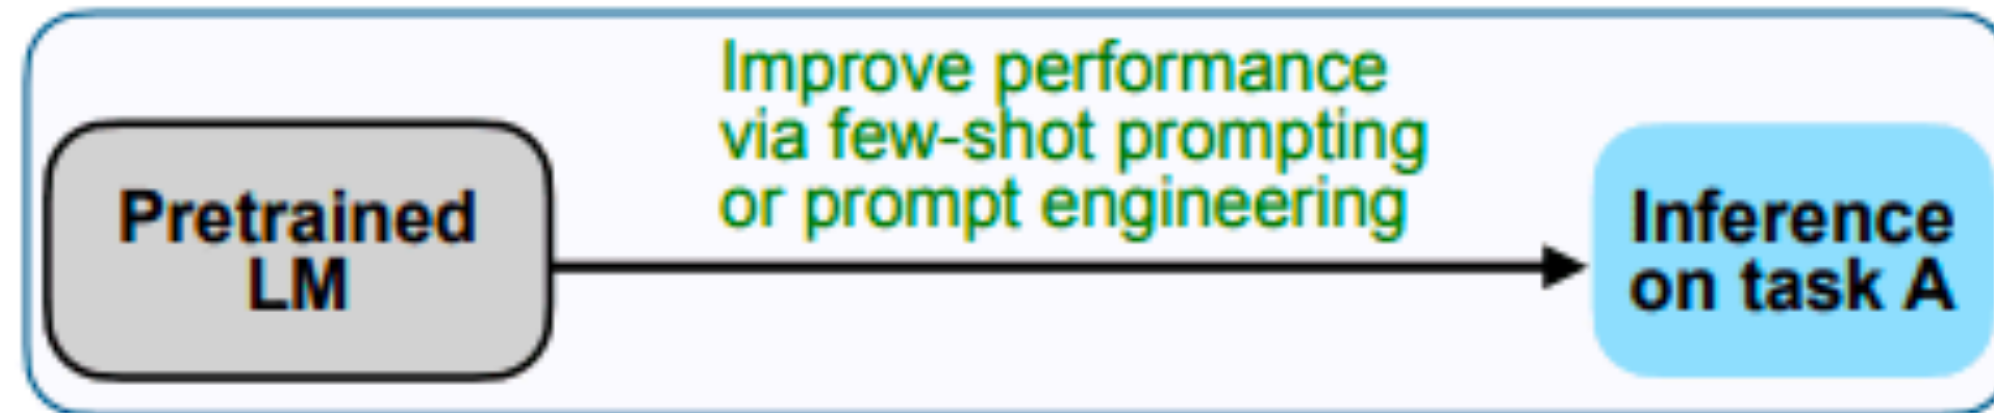 Improve performance
via few-shot prompting
or prompt engineering
Pretrained
LM
Inference
on task A